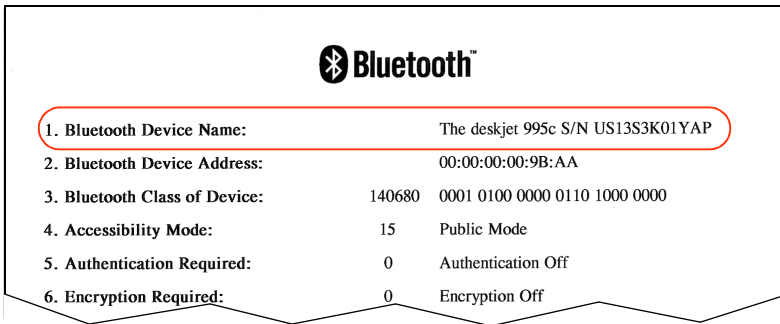 Bluetooth™
1. Bluetooth Device Name: The deskjet 995c S/N US13S3K01YAP
2. Bluetooth Device Address: 00:00:00:00:9B:AA
3. Bluetooth Class of Device: 140680 0001 0100 0000 0110 1000 0000
4. Accessibility Mode: 15 Public Mode
5. Authentication Required: 0 Authentication Off
6. Encryption Required: 0 Encryption Off